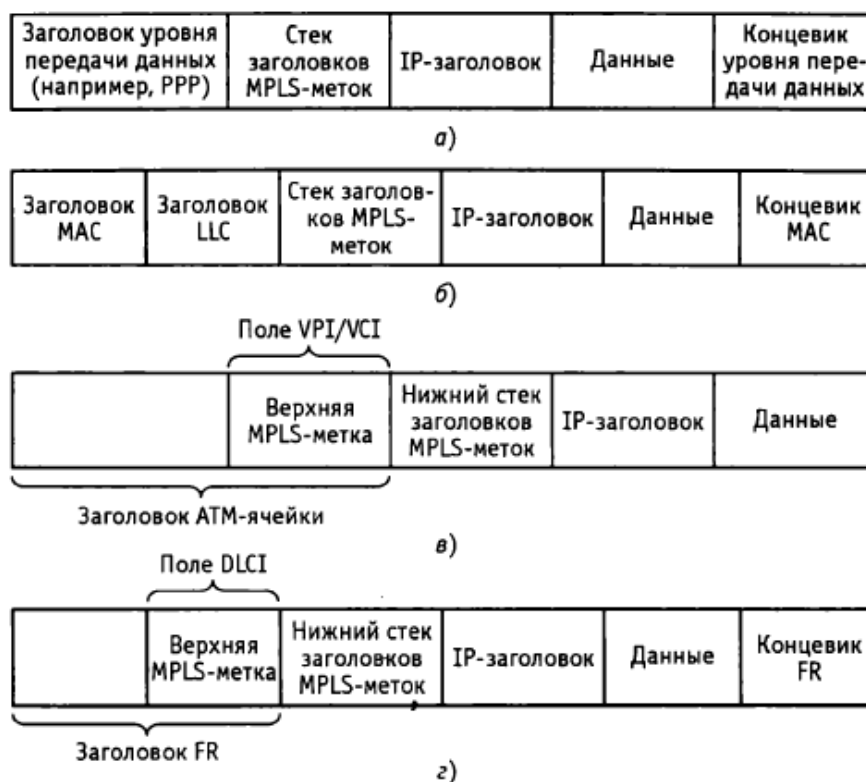 Заголовок уровня
передачи данных
(например, PPP)
Стек
заголовков
MPLS-меток
IP-заголовок
Данные
Концевик
уровня пере-
дачи данных
а)
Заголовок
MAC
Заголовок
LLC
Стек заголов-
ков MPLS-
меток
IP-заголовок
Данные
Концевик
MAC
б)
Поле VPI/VCI
Верхняя
MPLS-метка
Нижний стек
заголовков
MPLS-меток
IP-заголовок
Данные
Заголовок ATM-ячейки
в)
Поле DLCI
Верхняя
MPLS-метка
Нижний стек
заголовков
MPLS-меток
IP-заголовок
Данные
Концевик
FR
Заголовок FR
г)